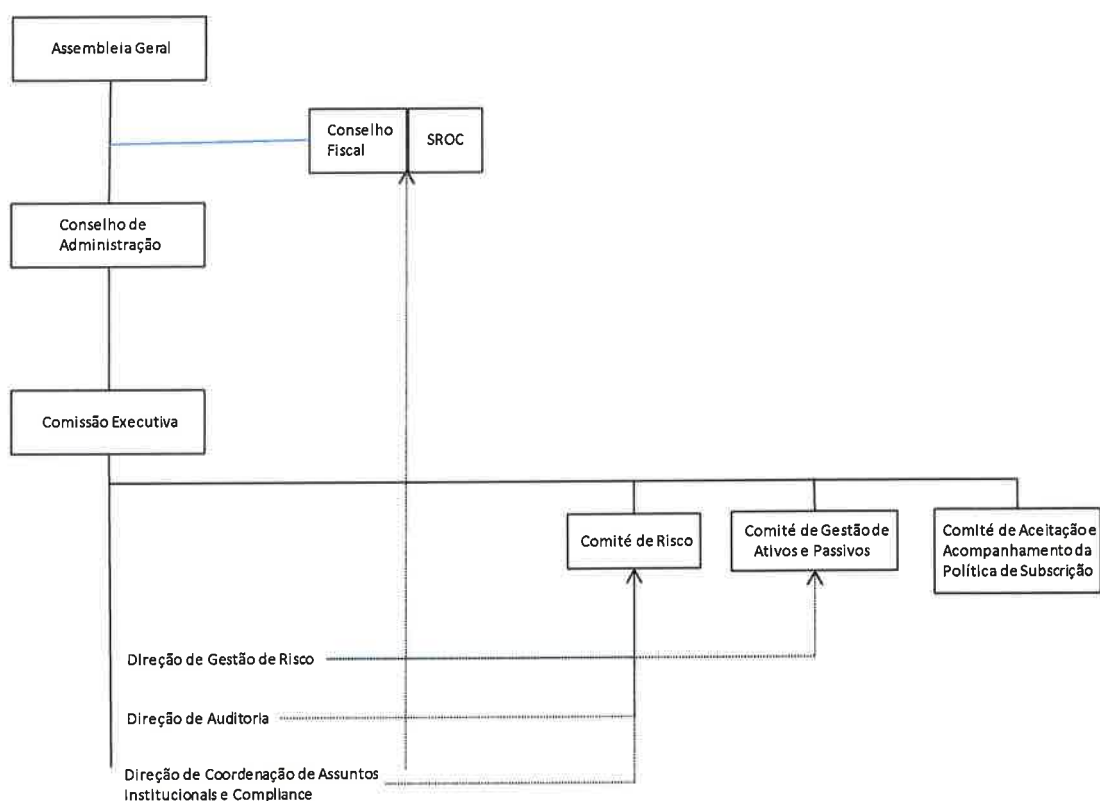 Assembleia Geral
Conselho
Fiscal
SROC
Conselho de
Administração
Comissão Executiva
Comité de Risco
Comité de Gestão de
Ativos e Passivos
Comité de Aceitação e
Acompanhamento da
Política de Subscrição
Direção de Gestão de Risco
Direção de Auditoria
Direção de Coordenação de Assuntos
Institucionals e Compliance